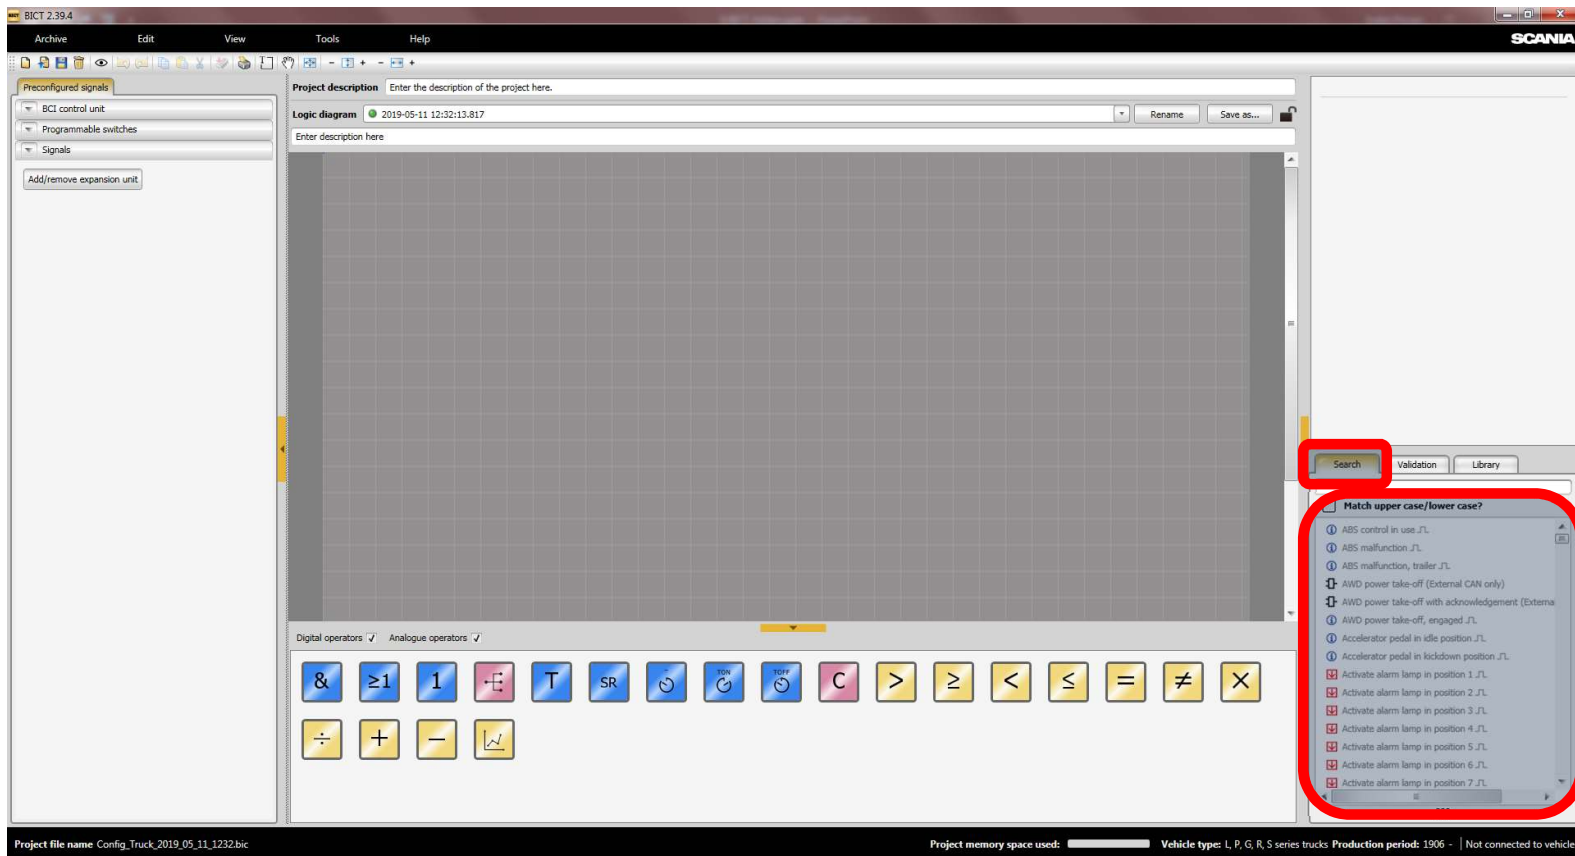 BICT BICT 2.39.4
Archive Edit View Tools Help
SCANIA
Preconfigured signals
BCI control unit
Programmable switches
Signals
Add/remove expansion unit
Project description Enter the description of the project here.
Logic diagram 2019-05-11 12:32:13.817 Rename Save as...
Enter description here
Search Validation Library
Match upper case/lower case?
ABS control in use
ABS malfunction
ABS malfunction, trailer
AWD power take-off (External CAN only)
AWD power take-off with acknowledgement (Externa
AWD power take-off, engaged
Accelerator pedal in idle position
Accelerator pedal in kickdown position
Activate alarm lamp in position 1
Activate alarm lamp in position 2
Activate alarm lamp in position 3
Activate alarm lamp in position 4
Activate alarm lamp in position 5
Activate alarm lamp in position 6
Activate alarm lamp in position 7
Digital operators Analogue operators
& ≥1 1 T SR TON TOFF C > ≥ < ≤ = ≠ ×
÷ + −
Project file name Config_Truck_2019_05_11_1232.bic
Project memory space used: Vehicle type: L, P, G, R, S series trucks Production period: 1906 - Not connected to vehicle